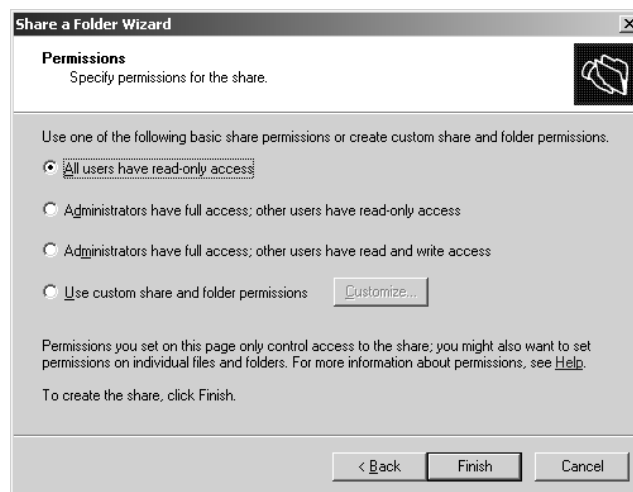 Share a Folder Wizard
Permissions
Specify permissions for the share.
Use one of the following basic share permissions or create custom share and folder permissions.
All users have read-only access
Administrators have full access; other users have read-only access
Administrators have full access; other users have read and write access
Use custom share and folder permissions
Customize...
Permissions you set on this page only control access to the share; you might also want to set
permissions on individual files and folders. For more information about permissions, see Help.
To create the share, click Finish.
< Back
Finish
Cancel